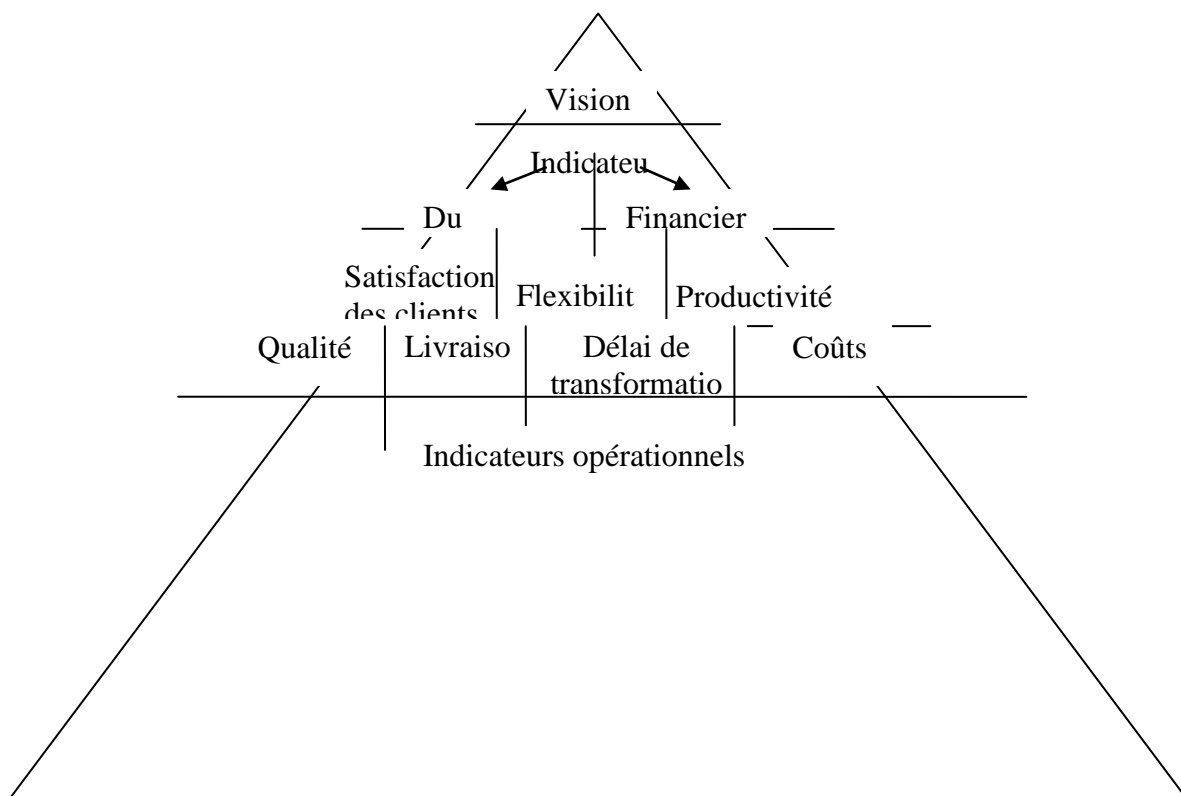 Vision
Indicateu
Du
Financier
Satisfaction
des clients
Flexibilit
Productivité
Qualité
Livraiso
Délai de
transformatio
Coûts
Indicateurs opérationnels